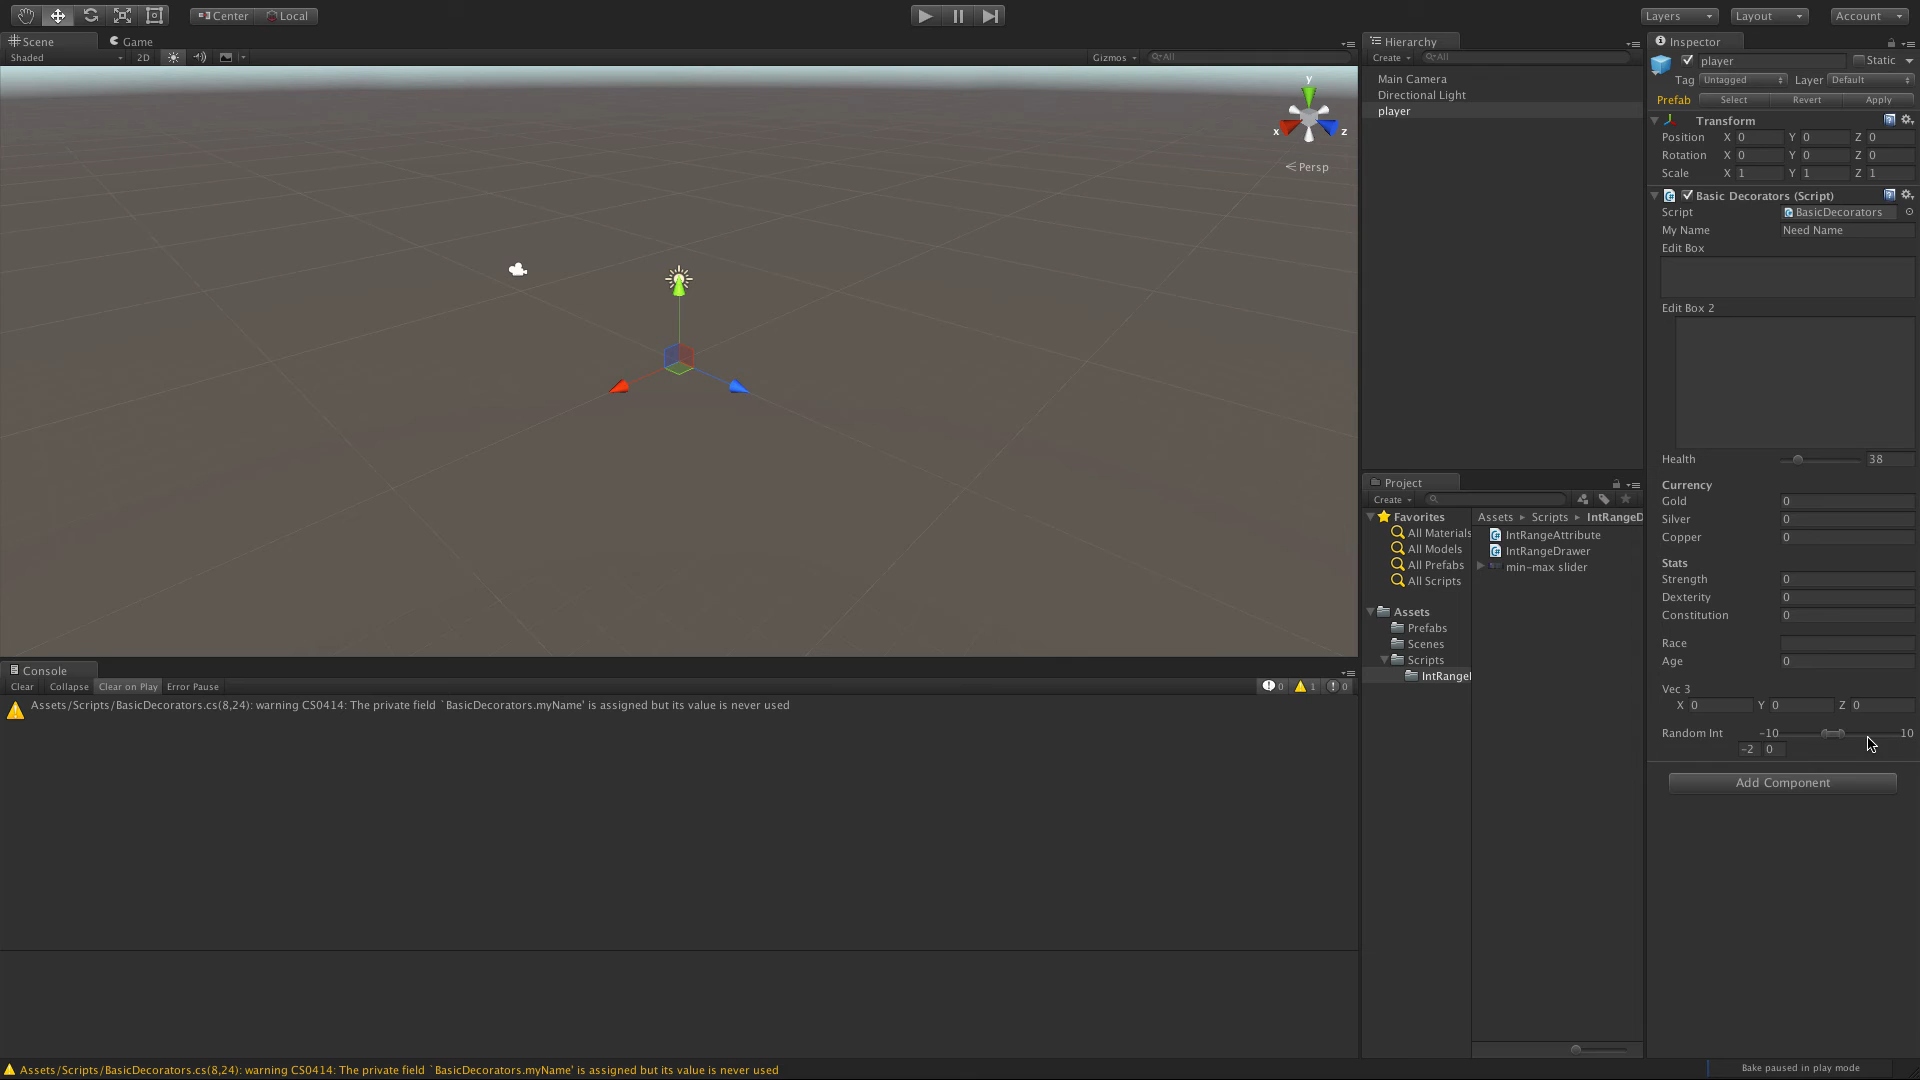 Center Local Layers Layout Account
Scene Game Hierarchy Inspector
Shaded 2D Gizmos All Create All player Static
Tag Untagged Layer Default
Main Camera
Directional Light
player
Prefab Select Revert Apply
Transform
Position X 0 Y 0 Z 0
Rotation X 0 Y 0 Z 0
Scale X 1 Y 1 Z 1
y
x z
Persp
Basic Decorators (Script)
Script BasicDecorators
My Name Need Name
Edit Box
Edit Box 2
Health 38
Currency
Gold 0
Silver 0
Copper 0
Stats
Strength 0
Dexterity 0
Constitution 0
Race
Age 0
Vec 3
X 0 Y 0 Z 0
Random Int -10 10
-2 0
Add Component
Project
Create
Favorites
All Materials
All Models
All Prefabs
All Scripts
Assets
Prefabs
Scenes
Scripts
IntRangeI
Assets Scripts IntRangeD
IntRangeAttribute
IntRangeDrawer
min-max slider
Console
Clear Collapse Clear on Play Error Pause 0 1 0
Assets/Scripts/BasicDecorators.cs(8,24): warning CS0414: The private field `BasicDecorators.myName' is assigned but its value is never used
Assets/Scripts/BasicDecorators.cs(8,24): warning CS0414: The private field `BasicDecorators.myName' is assigned but its value is never used
Bake paused in play mode